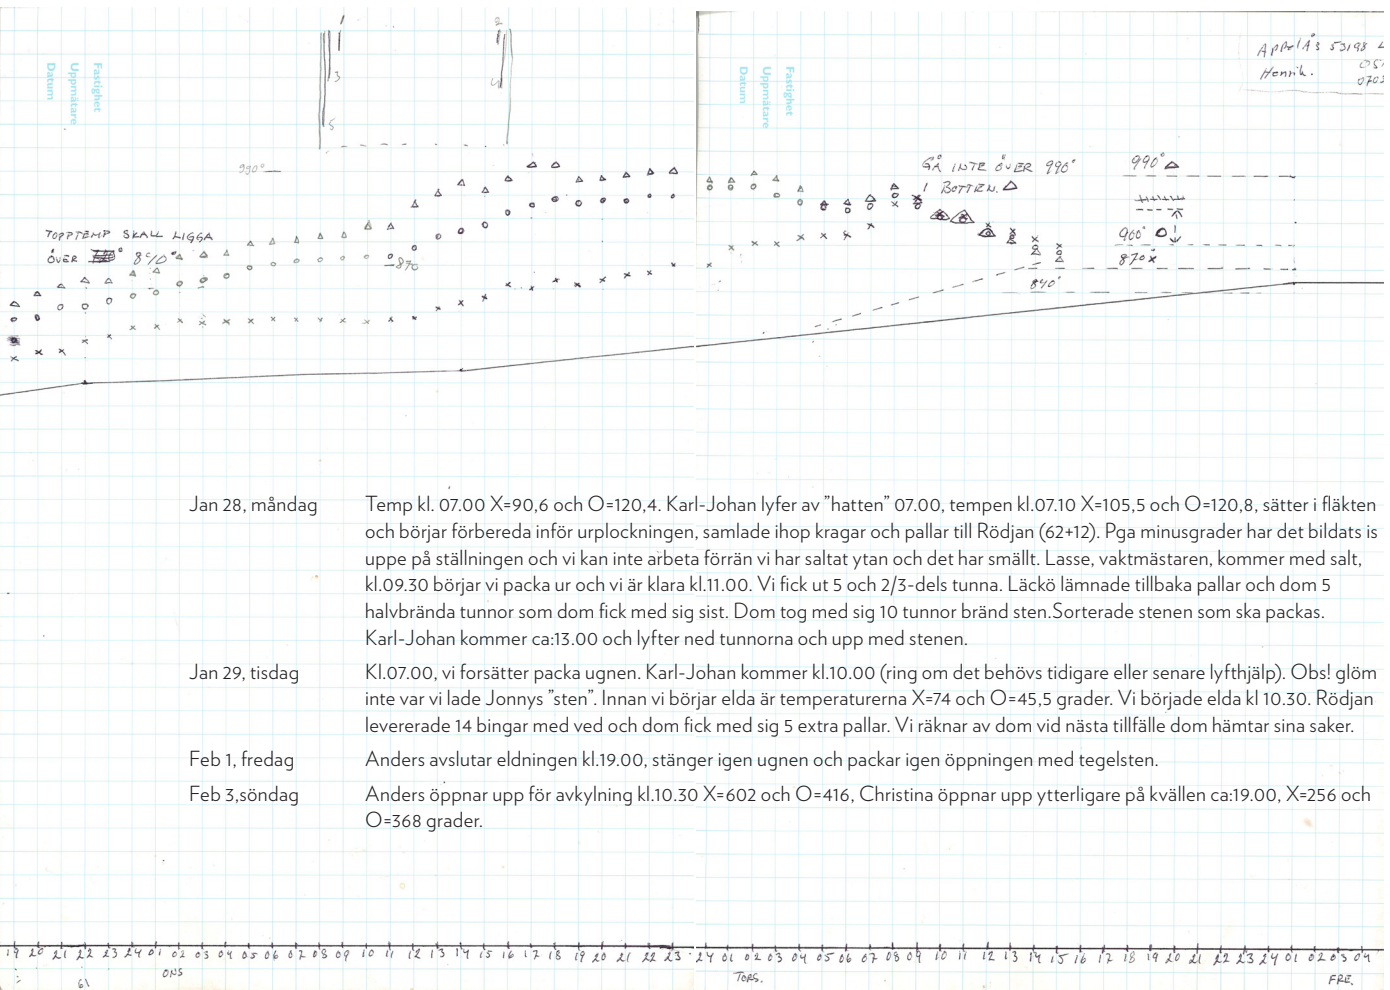 1
2
3
4
5
Fastighet
Uppmätare
Datum
Fastighet
Uppmätare
Datum
Appelås 53198
Henrik.
990°
GÅ INTE ÖVER 990°
I BOTTEN. △
990° △
TOPPTEMP SKALL LIGGA
ÖVER 840°
870
900° O
870 x
840°
Jan 28, måndag
Temp kl. 07.00 X=90,6 och O=120,4. Karl-Johan lyfer av ”hatten” 07.00, tempen kl.07.10 X=105,5 och O=120,8, sätter i fläkten
och börjar förbereda inför urplockningen, samlade ihop kragar och pallar till Rödjan (62+12). Pga minusgrader har det bildats is
uppe på ställningen och vi kan inte arbeta förrän vi har saltat ytan och det har smällt. Lasse, vaktmästaren, kommer med salt,
kl.09.30 börjar vi packa ur och vi är klara kl.11.00. Vi fick ut 5 och 2/3-dels tunna. Läckö lämnade tillbaka pallar och dom 5
halvbrända tunnor som dom fick med sig sist. Dom tog med sig 10 tunnor bränd sten.Sorterade stenen som ska packas.
Karl-Johan kommer ca:13.00 och lyfter ned tunnorna och upp med stenen.
Jan 29, tisdag
Kl.07.00, vi forsätter packa ugnen. Karl-Johan kommer kl.10.00 (ring om det behövs tidigare eller senare lyfthjälp). Obs! glöm
inte var vi lade Jonnys ”sten”. Innan vi börjar elda är temperaturerna X=74 och O=45,5 grader. Vi började elda kl 10.30. Rödjan
levererade 14 bingar med ved och dom fick med sig 5 extra pallar. Vi räknar av dom vid nästa tillfälle dom hämtar sina saker.
Feb 1, fredag
Anders avslutar eldningen kl.19.00, stänger igen ugnen och packar igen öppningen med tegelsten.
Feb 3,söndag
Anders öppnar upp för avkylning kl.10.30 X=602 och O=416, Christina öppnar upp ytterligare på kvällen ca:19.00, X=256 och
O=368 grader.
19 20 21 22 23 24 01 02 03 04 05 06 07 08 09 10 11 12 13 14 15 16 17 18 19 20 21 22 23 24 01 02 03 04 05 06 07 08 09 10 11 12 13 14 15 16 17 18 19 20 21 22 23 24 01 02 03 04
ONS
TORS.
FRE.
61